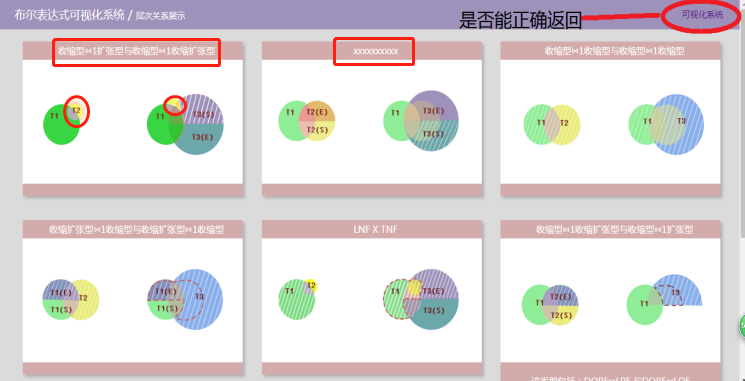 布尔表达式可视化系统 / 层次关系展示
是否能正确返回
可视化系统
收缩型⋈1扩张型与收缩型⋈1收缩扩张型
xxxxxxxxxx
收缩型⋈1收缩型与收缩型⋈1收缩型
T1 T2
T1 T3(S)
T3(E)
T1 T2(E)
T2(S)
T3(E)
T3(S)
T1 T2
T3
收缩扩张型⋈1收缩型与收缩扩张型⋈1收缩型
LNF X TNF
收缩型⋈1收缩扩张型与收缩型⋈1扩张型
T1(E) T2
T1(S)
T1(E) T3
T1(S)
T1 T2
T1 T3(E)
T3(S)
T1 T2(E)
T2(S)
T1 T3